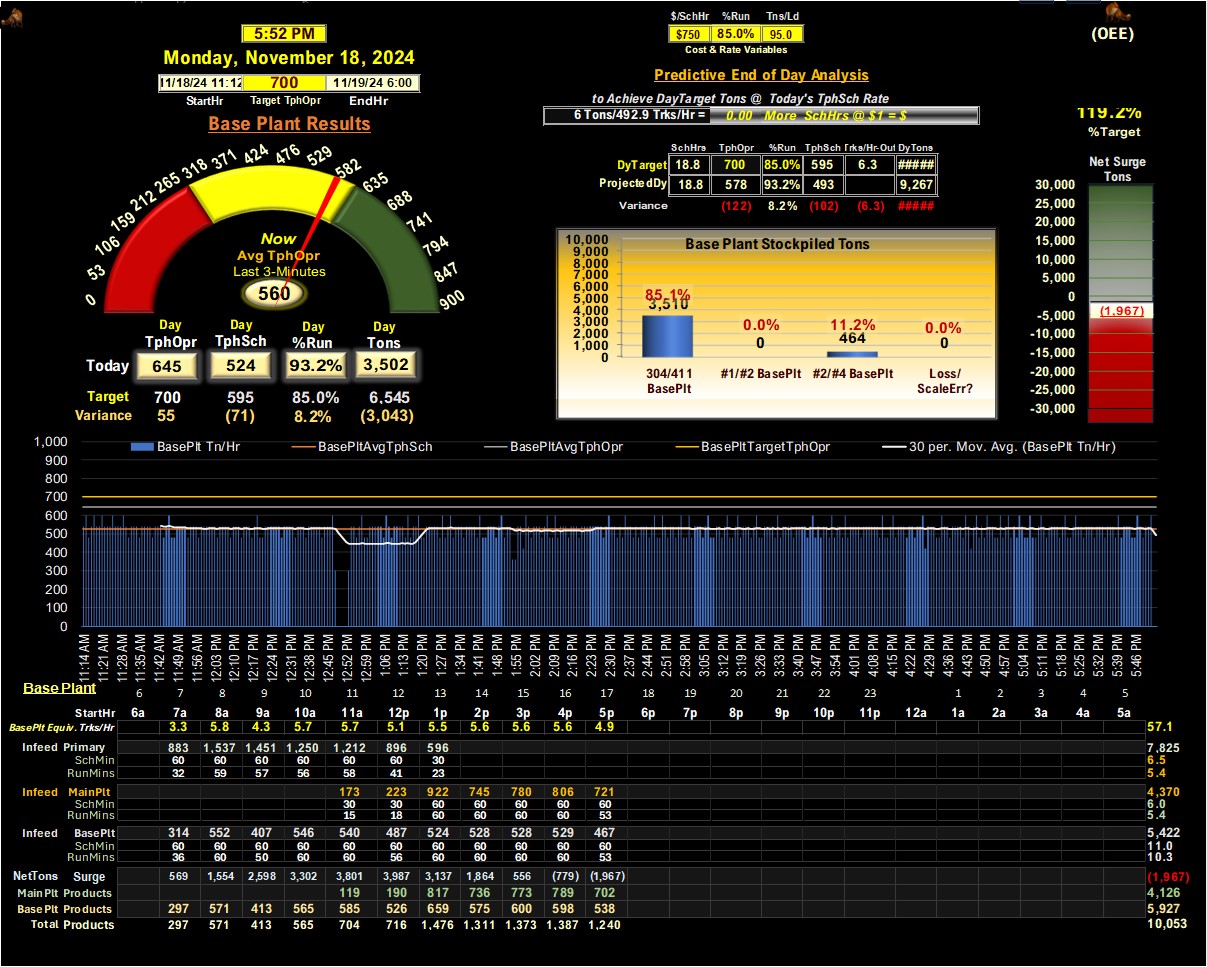 5:52 PM
Monday, November 18, 2024
11/18/24 11:12 700 11/19/24 6:00
StartHr Target TphOpr EndHr
Base Plant Results
0 53 106 159 212 265 318 371 424 476 529 582 635 688 741 794 847 900
Now
Avg TphOpr
Last 3-Minutes
560
Day Day Day Day
TphOpr TphSch %Run Tons
Today 645 524 93.2% 3,502
Target 700 595 85.0% 6,545
Variance 55 (71) 8.2% (3,043)
$/SchHr %Run Tns/Ld
$750 85.0% 95.0
Cost & Rate Variables
Predictive End of Day Analysis
to Achieve DayTarget Tons @ Today's TphSch Rate
6 Tons/492.9 Trks/Hr = 0.00 More SchHrs @ $1 = $
SchHrs TphOpr %Run TphSch Trks/Hr-Out DyTons
DyTarget 18.8 700 85.0% 595 6.3 #####
ProjectedDy 18.8 578 93.2% 493 9,267
Variance (122) 8.2% (102) (6.3) #####
Base Plant Stockpiled Tons
10,000
9,000
8,000
7,000
6,000
5,000
4,000
3,000
2,000
1,000
0
85.1% 0.0% 11.2% 0.0%
3,510 0 464 0
304/411 BasePlt
#1/#2 BasePlt
#2/#4 BasePlt
Loss/ ScaleErr?
(OEE)
119.2%
%Target
Net Surge
Tons
30,000
25,000
20,000
15,000
10,000
5,000
0
-5,000
-10,000
-15,000
-20,000
-25,000
-30,000
(1,967)
BasePlt Tn/Hr BasePltAvgTphSch BasePltAvgTphOpr BasePltTargetTphOpr 30 per. Mov. Avg. (BasePlt Tn/Hr)
1,000
900
800
700
600
500
400
300
200
100
0
11:14 AM 11:21 AM 11:28 AM 11:35 AM 11:42 AM 11:49 AM 11:56 AM 12:03 PM 12:10 PM 12:17 PM 12:24 PM 12:31 PM 12:38 PM 12:45 PM 12:52 PM 12:59 PM 1:06 PM 1:13 PM 1:20 PM 1:27 PM 1:34 PM 1:41 PM 1:48 PM 1:55 PM 2:02 PM 2:09 PM 2:16 PM 2:23 PM 2:30 PM 2:37 PM 2:44 PM 2:51 PM 2:58 PM 3:05 PM 3:12 PM 3:19 PM 3:26 PM 3:33 PM 3:40 PM 3:47 PM 3:54 PM 4:01 PM 4:08 PM 4:15 PM 4:22 PM 4:29 PM 4:36 PM 4:43 PM 4:50 PM 4:57 PM 5:04 PM 5:11 PM 5:18 PM 5:25 PM 5:32 PM 5:39 PM 5:46 PM
Base Plant 6 7 8 9 10 11 12 13 14 15 16 17 18 19 20 21 22 23 1 2 3 4 5
StartHr 6a 7a 8a 9a 10a 11a 12p 1p 2p 3p 4p 5p 6p 7p 8p 9p 10p 11p 12a 1a 2a 3a 4a 5a
BasePlt Equiv. Trks/Hr 3.3 5.8 4.3 5.7 5.7 5.1 5.5 5.6 5.6 5.6 4.9 57.1
Infeed Primary 883 1,537 1,451 1,250 1,212 896 596 7,825
SchMin 60 60 60 60 60 60 30 6.5
RunMins 32 59 57 56 58 41 23 5.4
Infeed MainPlt 173 223 922 745 780 806 721 4,370
SchMin 30 30 60 60 60 60 60 6.0
RunMins 15 18 60 60 60 60 53 5.4
Infeed BasePlt 314 552 407 546 540 487 524 528 528 529 467 5,422
SchMin 60 60 60 60 60 60 60 60 60 60 60 11.0
RunMins 36 60 50 60 60 56 60 60 60 60 53 10.3
NetTons Surge 569 1,554 2,598 3,302 3,801 3,987 3,137 1,864 556 (779) (1,967) (1,967)
MainPlt Products 119 190 817 736 773 789 702 4,126
BasePlt Products 297 571 413 565 585 526 659 575 600 598 538 5,927
Total Products 297 571 413 565 704 716 1,476 1,311 1,373 1,387 1,240 10,053